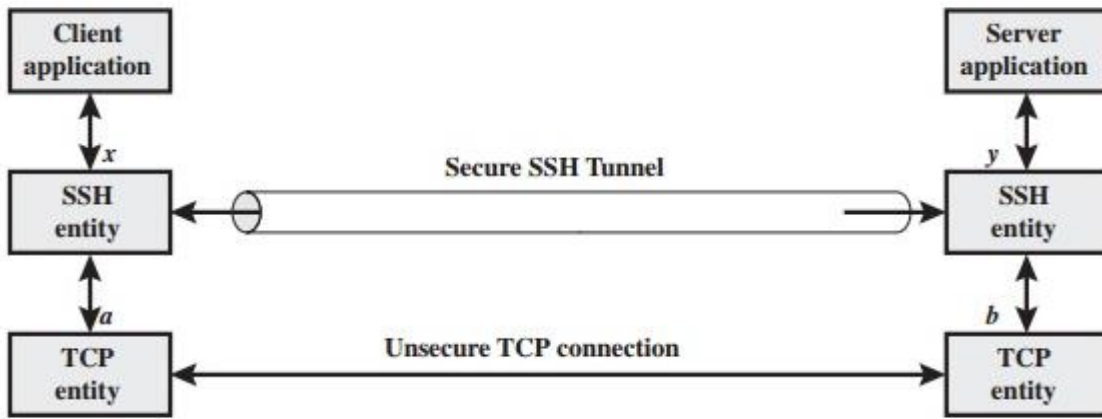 Client
application
Server
application
x
y
Secure SSH Tunnel
SSH
entity
SSH
entity
a
b
Unsecure TCP connection
TCP
entity
TCP
entity